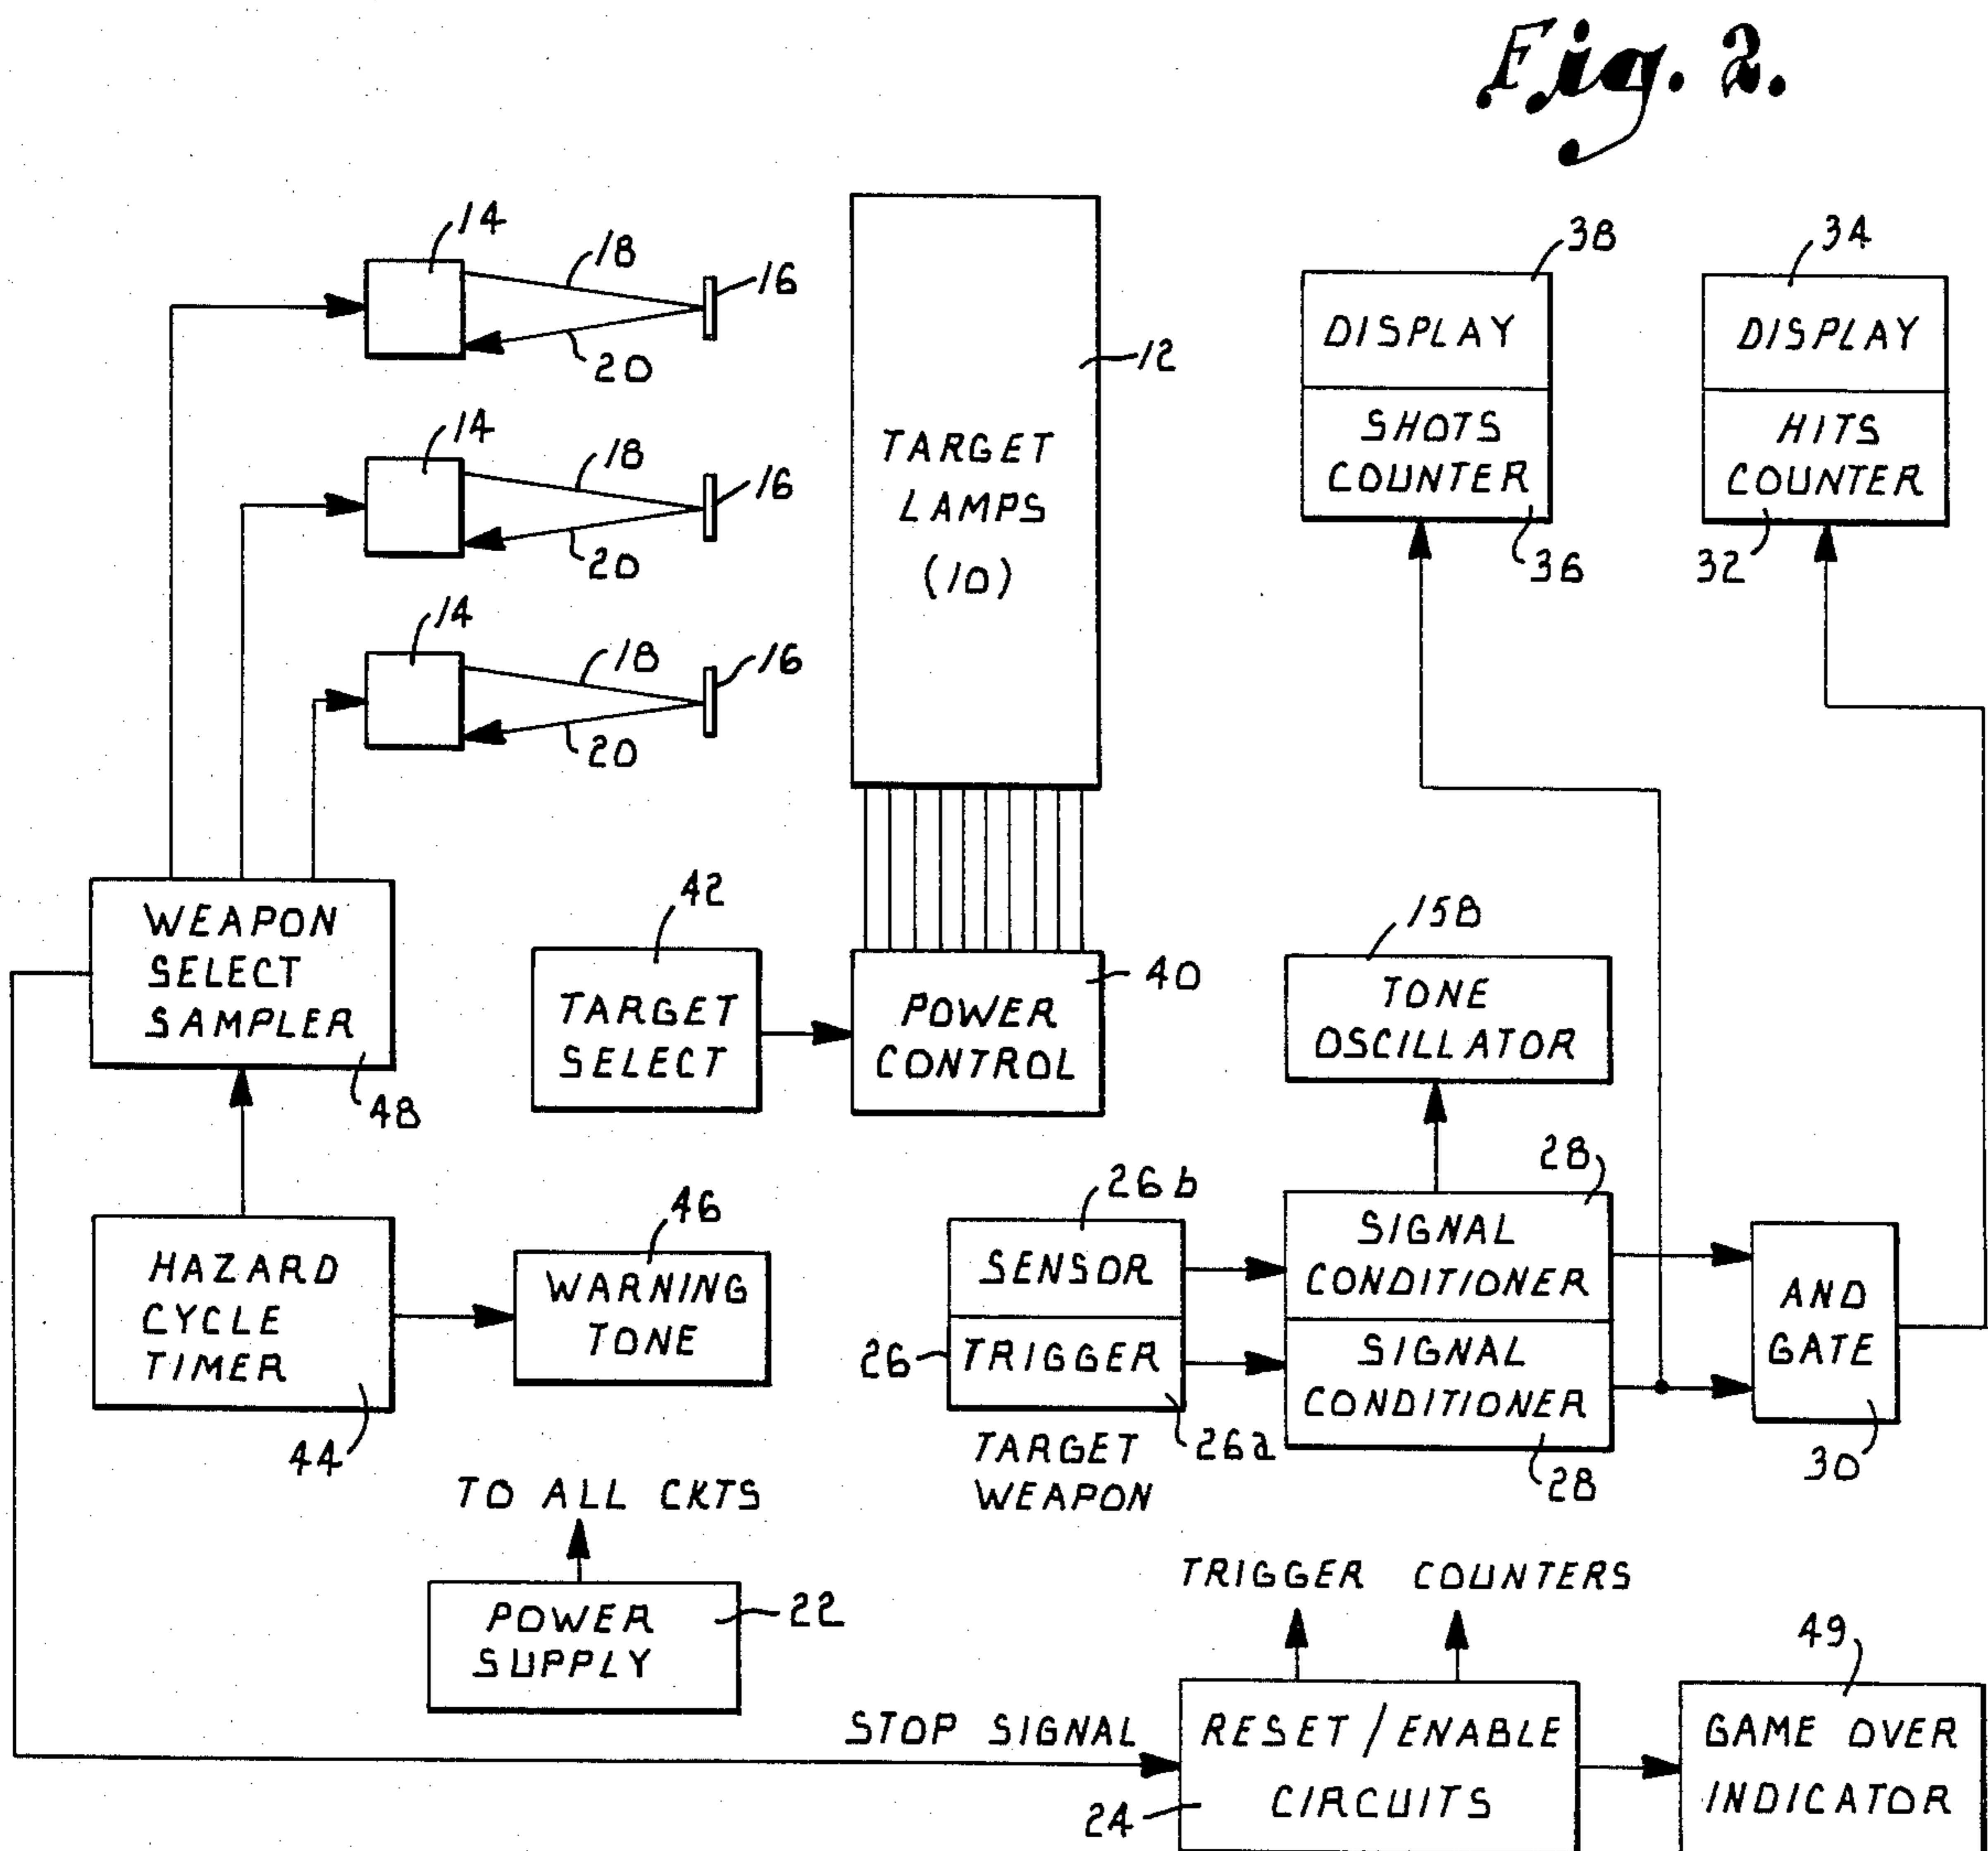 Fig. 2.
14
18
16
20
14
18
16
20
14
18
16
20
TARGET
LAMPS
(10)
12
38
DISPLAY
SHOTS
COUNTER
36
34
DISPLAY
HITS
COUNTER
32
WEAPON
SELECT
SAMPLER
48
42
TARGET
SELECT
40
POWER
CONTROL
158
TONE
OSCILLATOR
HAZARD
CYCLE
TIMER
44
46
WARNING
TONE
26b
SENSOR
26
TRIGGER
26a
TARGET
WEAPON
28
SIGNAL
CONDITIONER
SIGNAL
CONDITIONER
28
AND
GATE
30
TO ALL CKTS
POWER
SUPPLY
22
TRIGGER COUNTERS
STOP SIGNAL
RESET/ENABLE
CIRCUITS
24
49
GAME OVER
INDICATOR